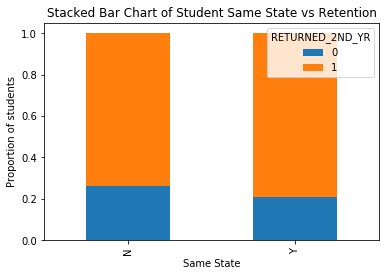 Stacked Bar Chart of Student Same State vs Retention
RETURNED_2ND_YR
0
1
Proportion of students
1.0
0.8
0.6
0.4
0.2
0.0
N
Y
Same State